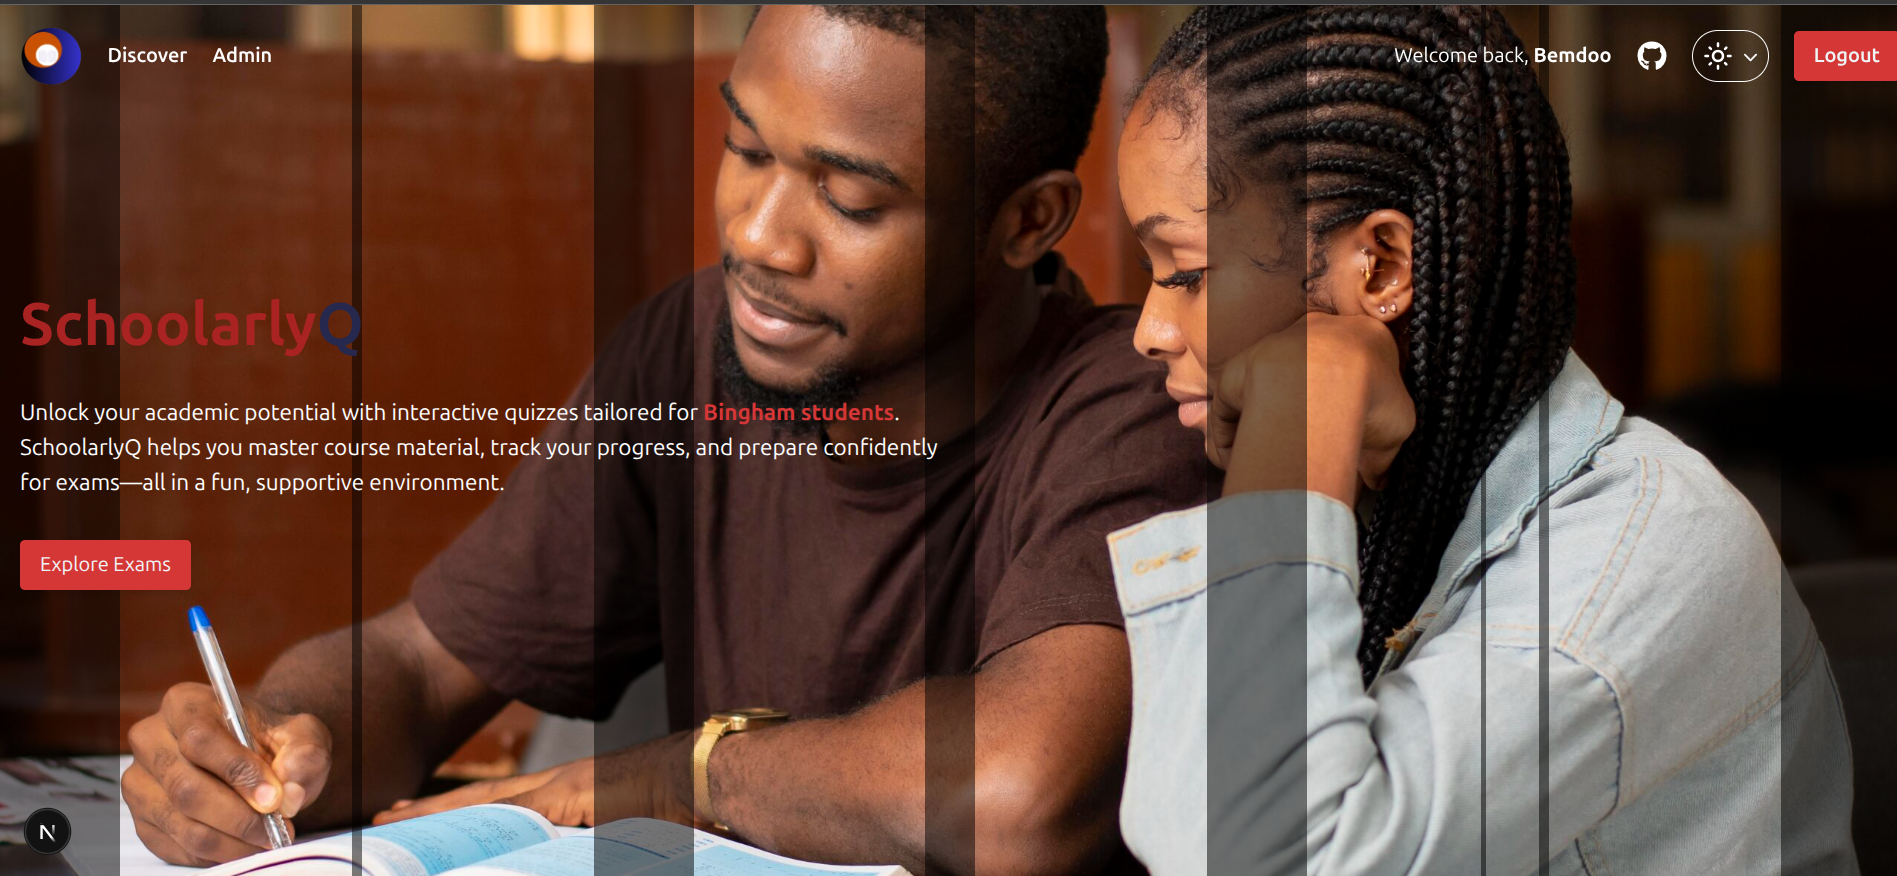 Discover Admin Welcome back, Bemdoo Logout
SchoolarlyQ
Unlock your academic potential with interactive quizzes tailored for Bingham students.
SchoolarlyQ helps you master course material, track your progress, and prepare confidently
for exams—all in a fun, supportive environment.
Explore Exams
N